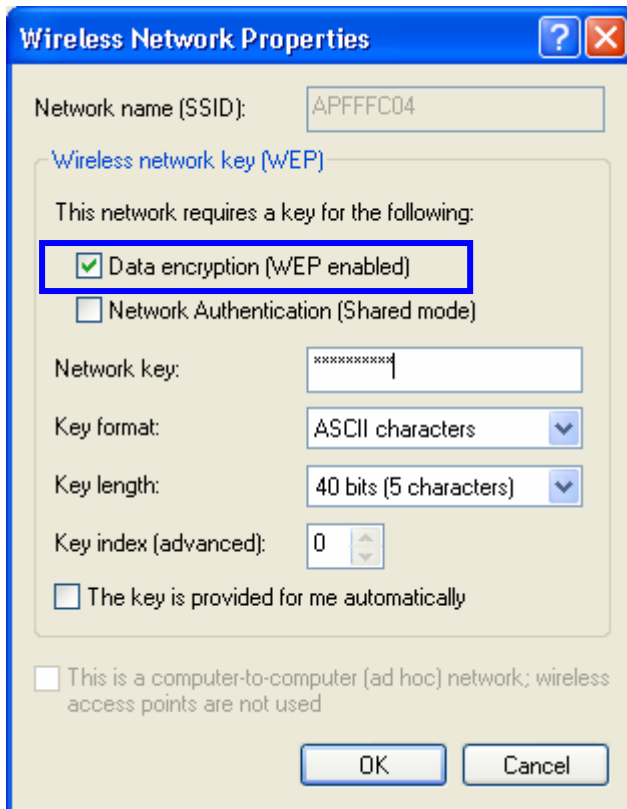 Wireless Network Properties
Network name (SSID):
APFFFC04
Wireless network key (WEP)
This network requires a key for the following:
Data encryption (WEP enabled)
Network Authentication (Shared mode)
Network key:
**********
Key format:
ASCII characters
Key length:
40 bits (5 characters)
Key index (advanced):
0
The key is provided for me automatically
This is a computer-to-computer (ad hoc) network; wireless
access points are not used
OK
Cancel